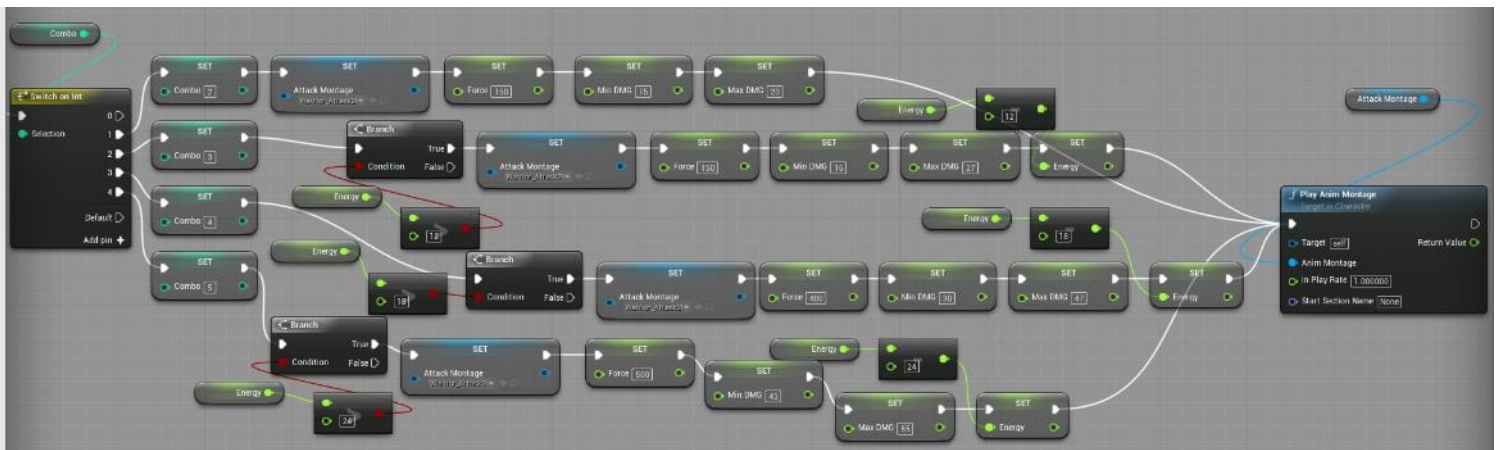 Combo
Switch on Int
Selection
0
1
2
3
4
Default
Add pin
SET
Combo 2
SET
Attack Montage
SET
Force 150
SET
Min DMG 15
SET
Max DMG 23
SET
Combo 3
Branch
Condition
True
False
SET
Attack Montage
SET
Force 150
SET
Min DMG 16
SET
Max DMG 27
Energy
12
SET
Energy
Energy
12
SET
Combo 4
Energy
18
Branch
Condition
True
False
SET
Attack Montage
SET
Force 400
SET
Min DMG 30
SET
Max DMG 47
Energy
18
SET
Energy
SET
Combo 5
Branch
Condition
True
False
Energy
24
SET
Attack Montage
SET
Force 500
SET
Min DMG 43
SET
Max DMG 55
Energy
24
SET
Energy
Attack Montage
Play Anim Montage
Target is Character
Target self
Return Value
Anim Montage
In Play Rate 1.000000
Start Section Name None